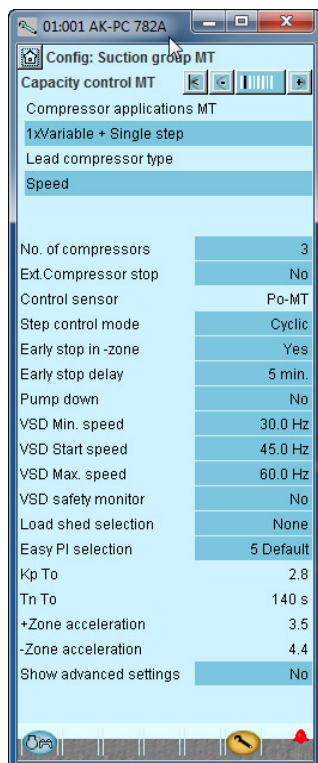 01:001 AK-PC 782A
Config: Suction group MT
Capacity control MT
Compressor applications MT
1xVariable + Single step
Lead compressor type
Speed
No. of compressors 3
Ext.Compressor stop No
Control sensor Po-MT
Step control mode Cyclic
Early stop in -zone Yes
Early stop delay 5 min.
Pump down No
VSD Min. speed 30.0 Hz
VSD Start speed 45.0 Hz
VSD Max. speed 60.0 Hz
VSD safety monitor No
Load shed selection None
Easy PI selection 5 Default
Kp To 2.8
Tn To 140 s
+Zone acceleration 3.5
-Zone acceleration 4.4
Show advanced settings No